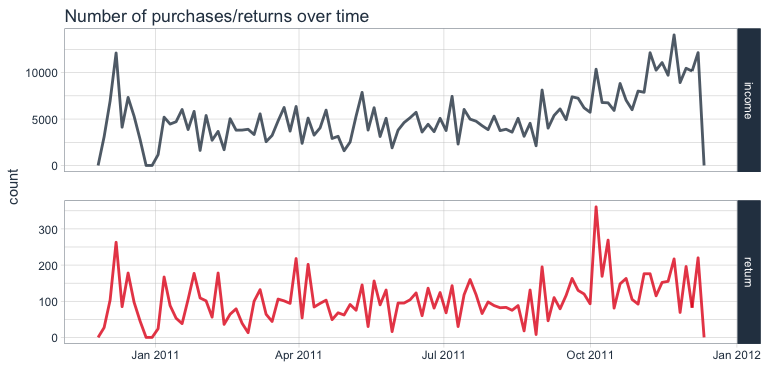 Number of purchases/returns over time
count
10000
5000
0
income
300
200
100
0
return
Jan 2011
Apr 2011
Jul 2011
Oct 2011
Jan 2012